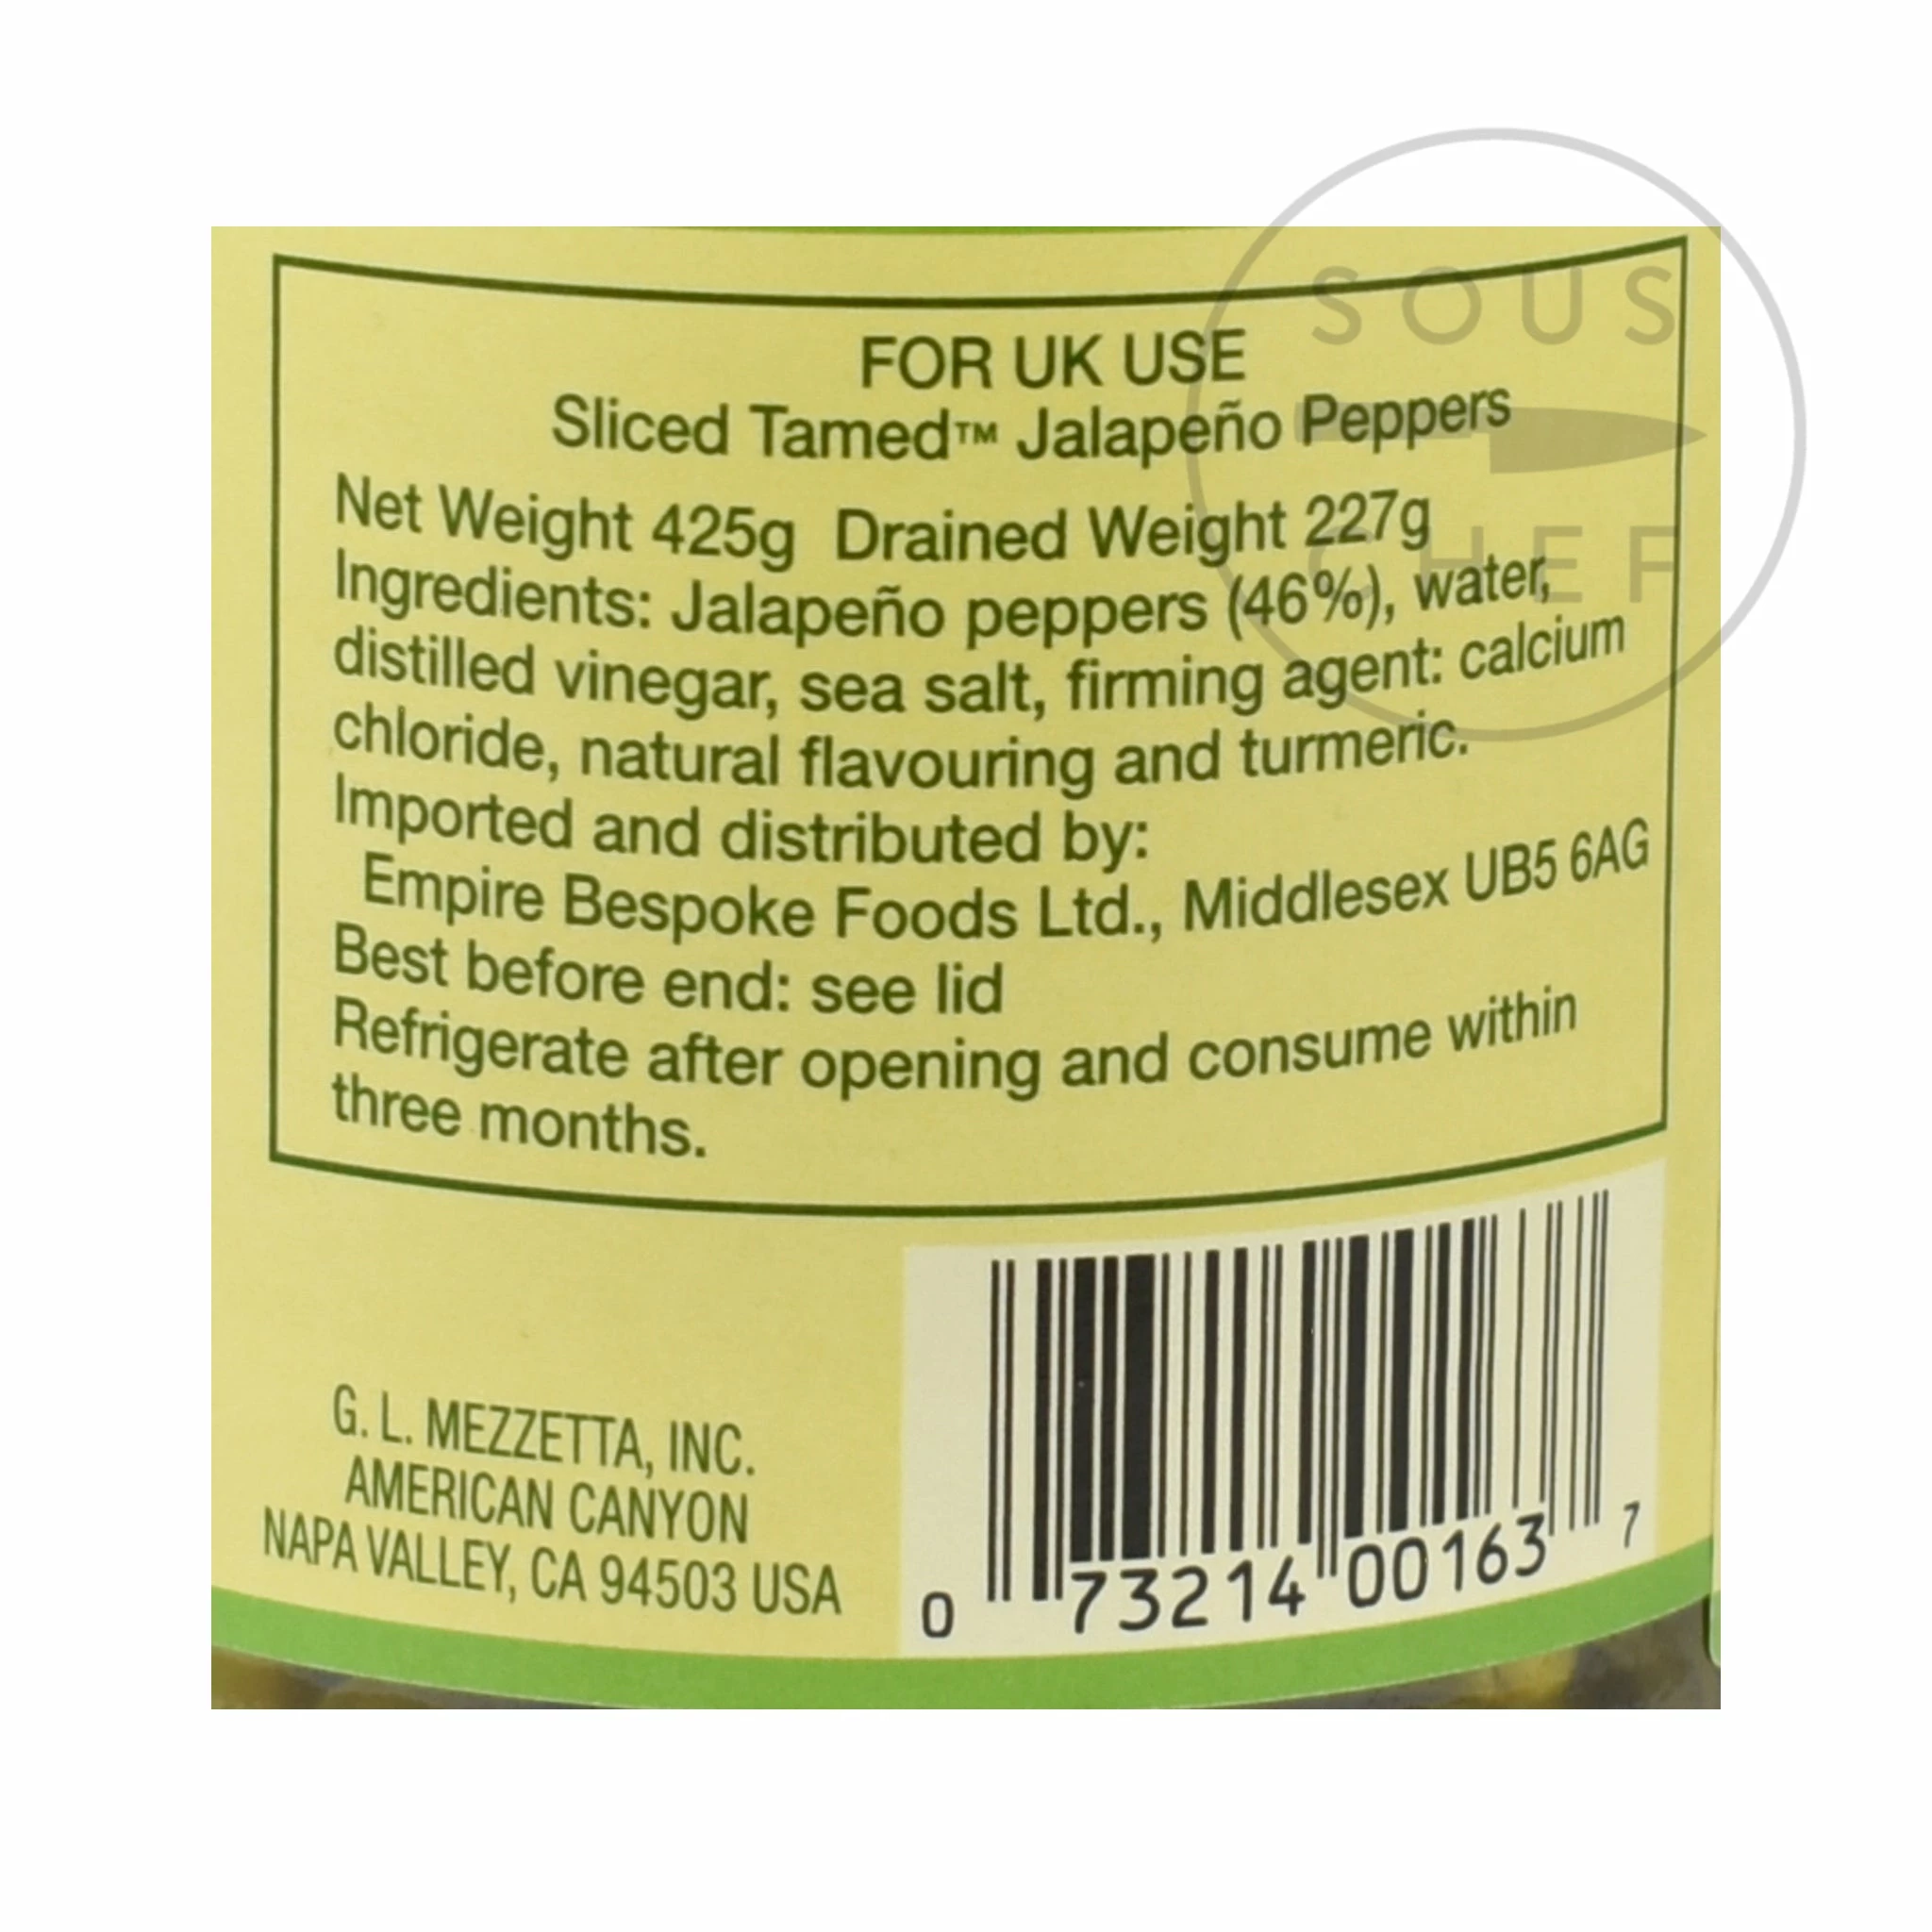 SOUS
CHEF
FOR UK USE
Sliced Tamed™ Jalapeño Peppers
Net Weight 425g Drained Weight 227g
Ingredients: Jalapeño peppers (46%), water,
distilled vinegar, sea salt, firming agent: calcium
chloride, natural flavouring and turmeric.
Imported and distributed by:
Empire Bespoke Foods Ltd., Middlesex UB5 6AG
Best before end: see lid
Refrigerate after opening and consume within
three months.
G. L. MEZZETTA, INC.
AMERICAN CANYON
NAPA VALLEY, CA 94503 USA
0 73214 00163 7